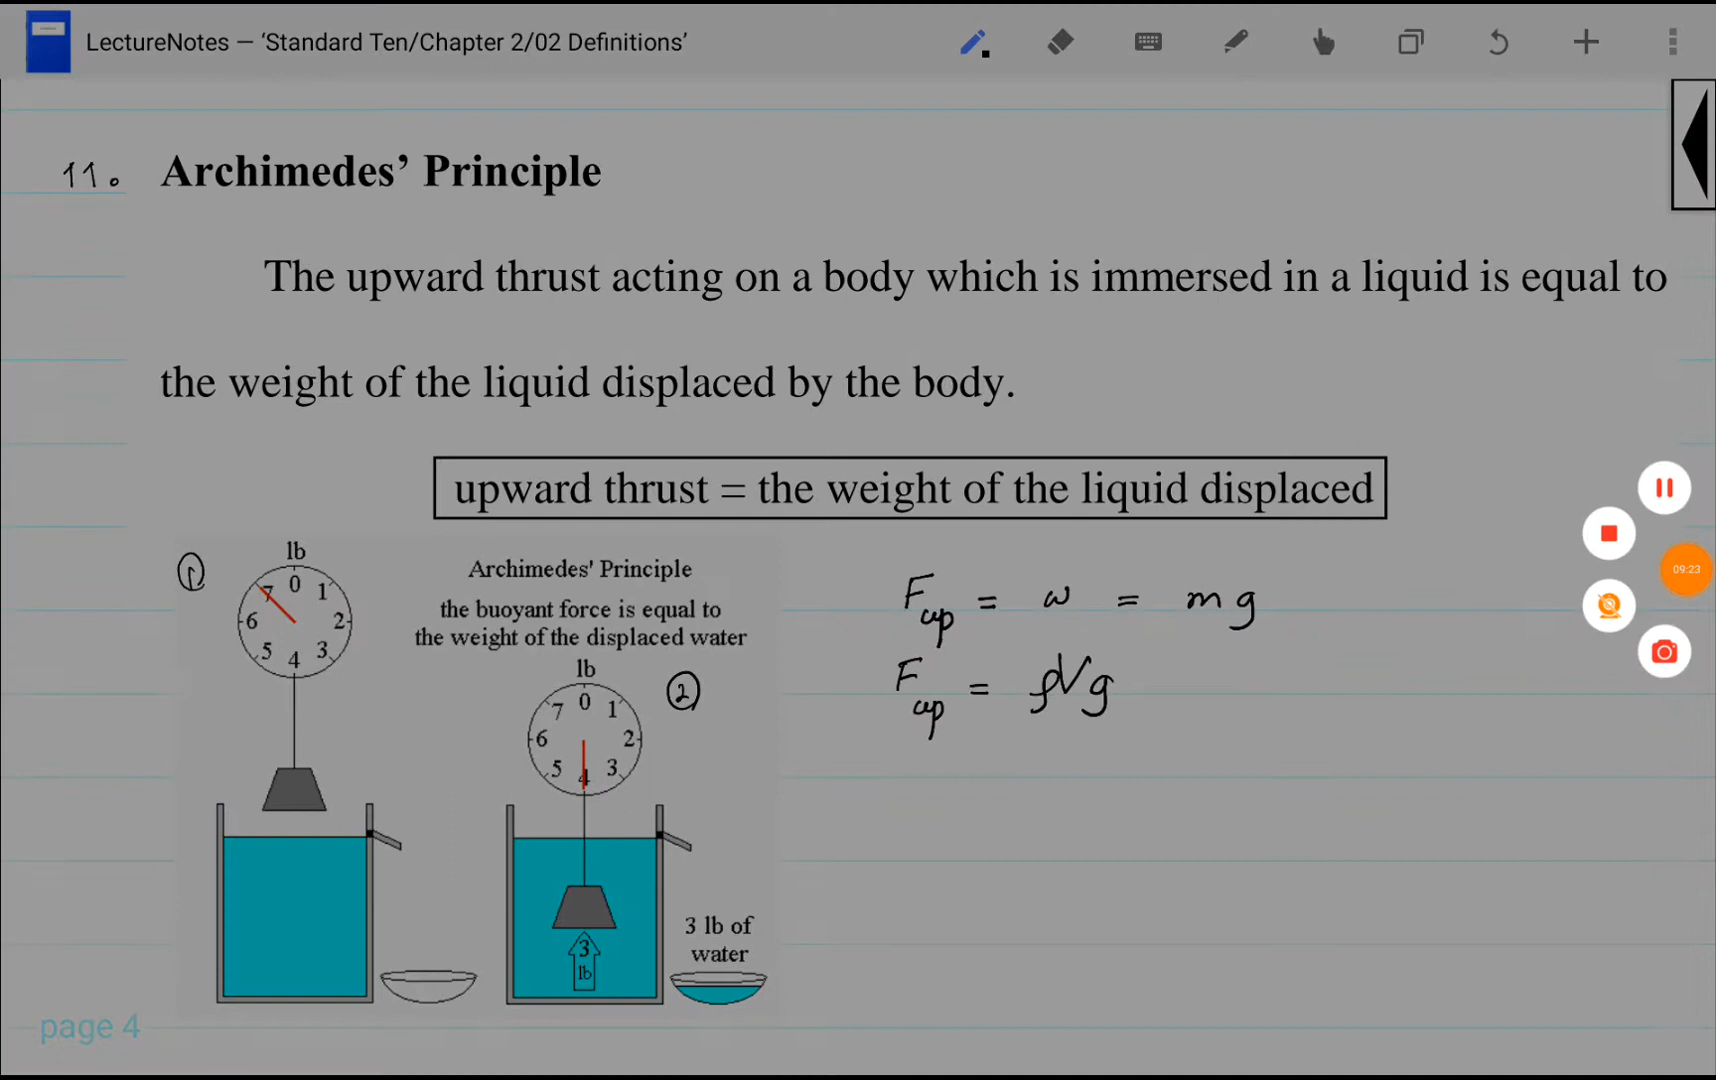 LectureNotes — ‘Standard Ten/Chapter 2/02 Definitions’
11. Archimedes’ Principle
The upward thrust acting on a body which is immersed in a liquid is equal to
the weight of the liquid displaced by the body.
upward thrust = the weight of the liquid displaced
①
lb
0 1 2 3 4 5 6 7
Archimedes' Principle
the buoyant force is equal to
the weight of the displaced water
lb
②
0 1 2 3 4 5 6 7
3
lb
3 lb of
water
F_up = w = mg
F_up = ρVg
09:23
page 4